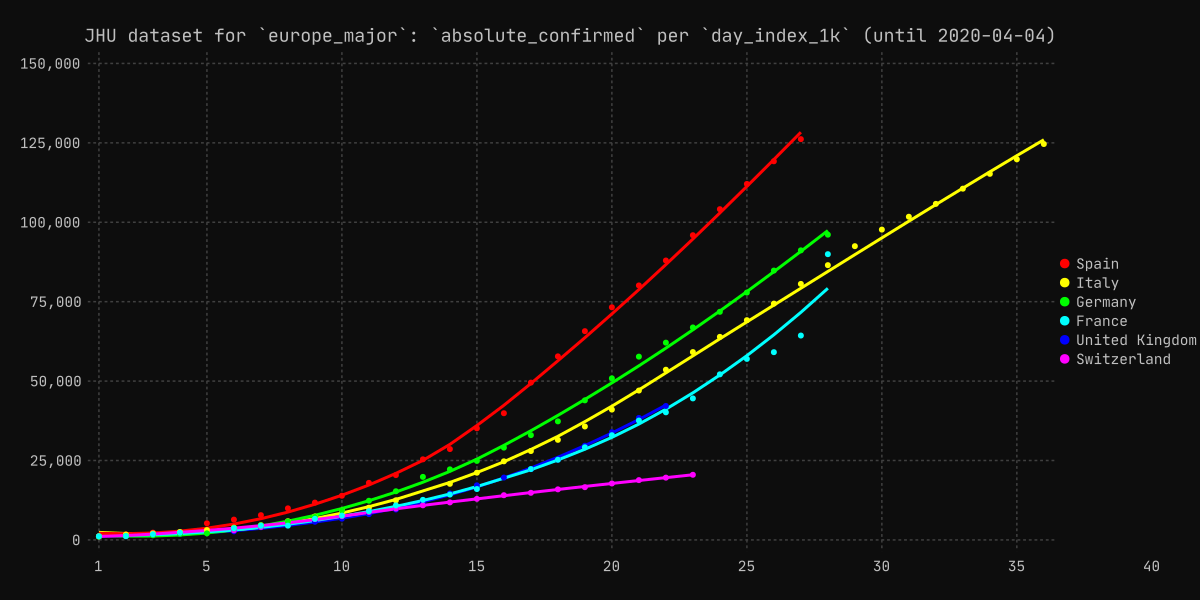 JHU dataset for `europe_major`: `absolute_confirmed` per `day_index_1k` (until 2020-04-04)
150,000
125,000
100,000
75,000
50,000
25,000
0
1 5 10 15 20 25 30 35 40
Spain
Italy
Germany
France
United Kingdom
Switzerland